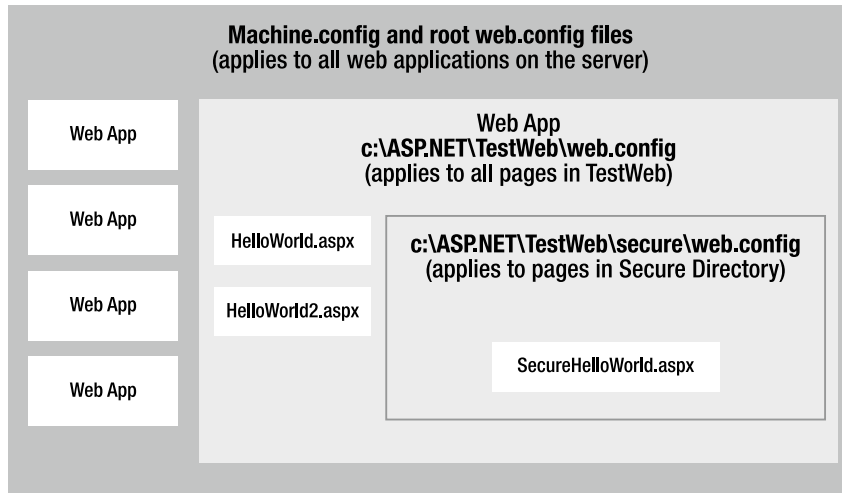 Machine.config and root web.config files
(applies to all web applications on the server)
Web App
Web App
Web App
Web App
Web App
c:\ASP.NET\TestWeb\web.config
(applies to all pages in TestWeb)
HelloWorld.aspx
HelloWorld2.aspx
c:\ASP.NET\TestWeb\secure\web.config
(applies to pages in Secure Directory)
SecureHelloWorld.aspx